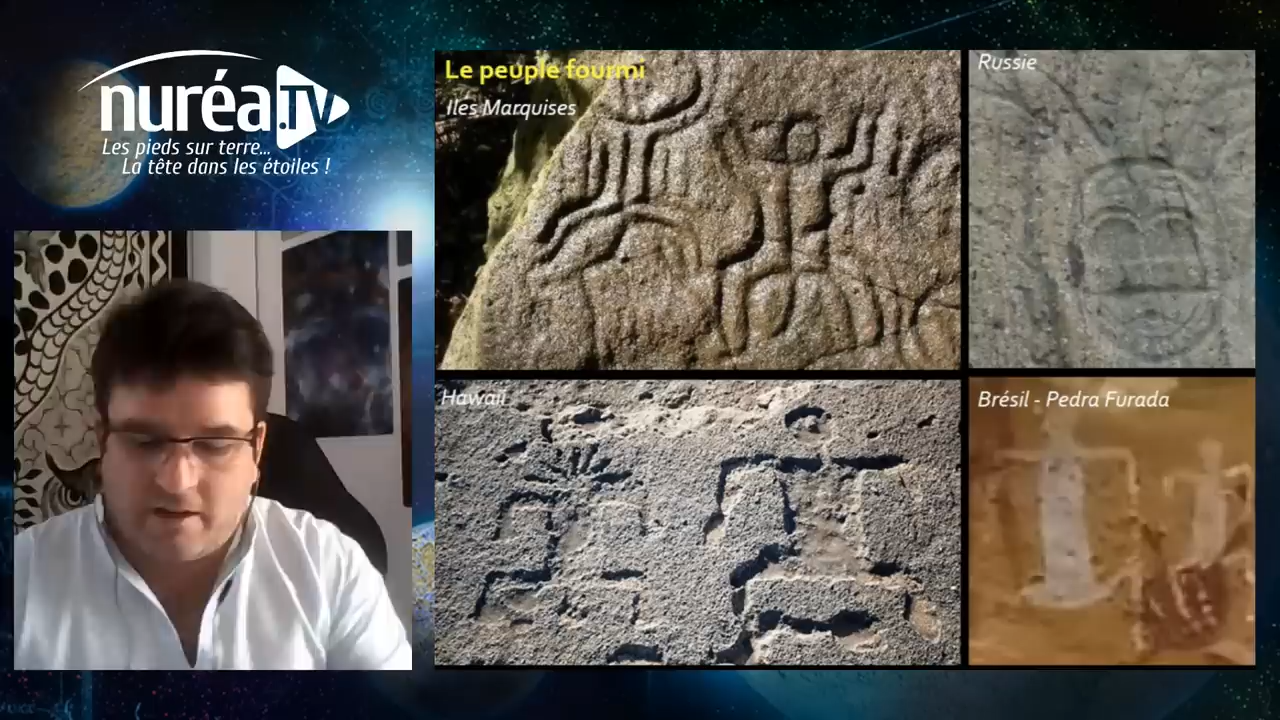 nuréa.TV
Les pieds sur terre...
La tête dans les étoiles !
Le peuple fourmi
Iles Marquises
Russie
Hawaii
Brésil - Pedra Furada